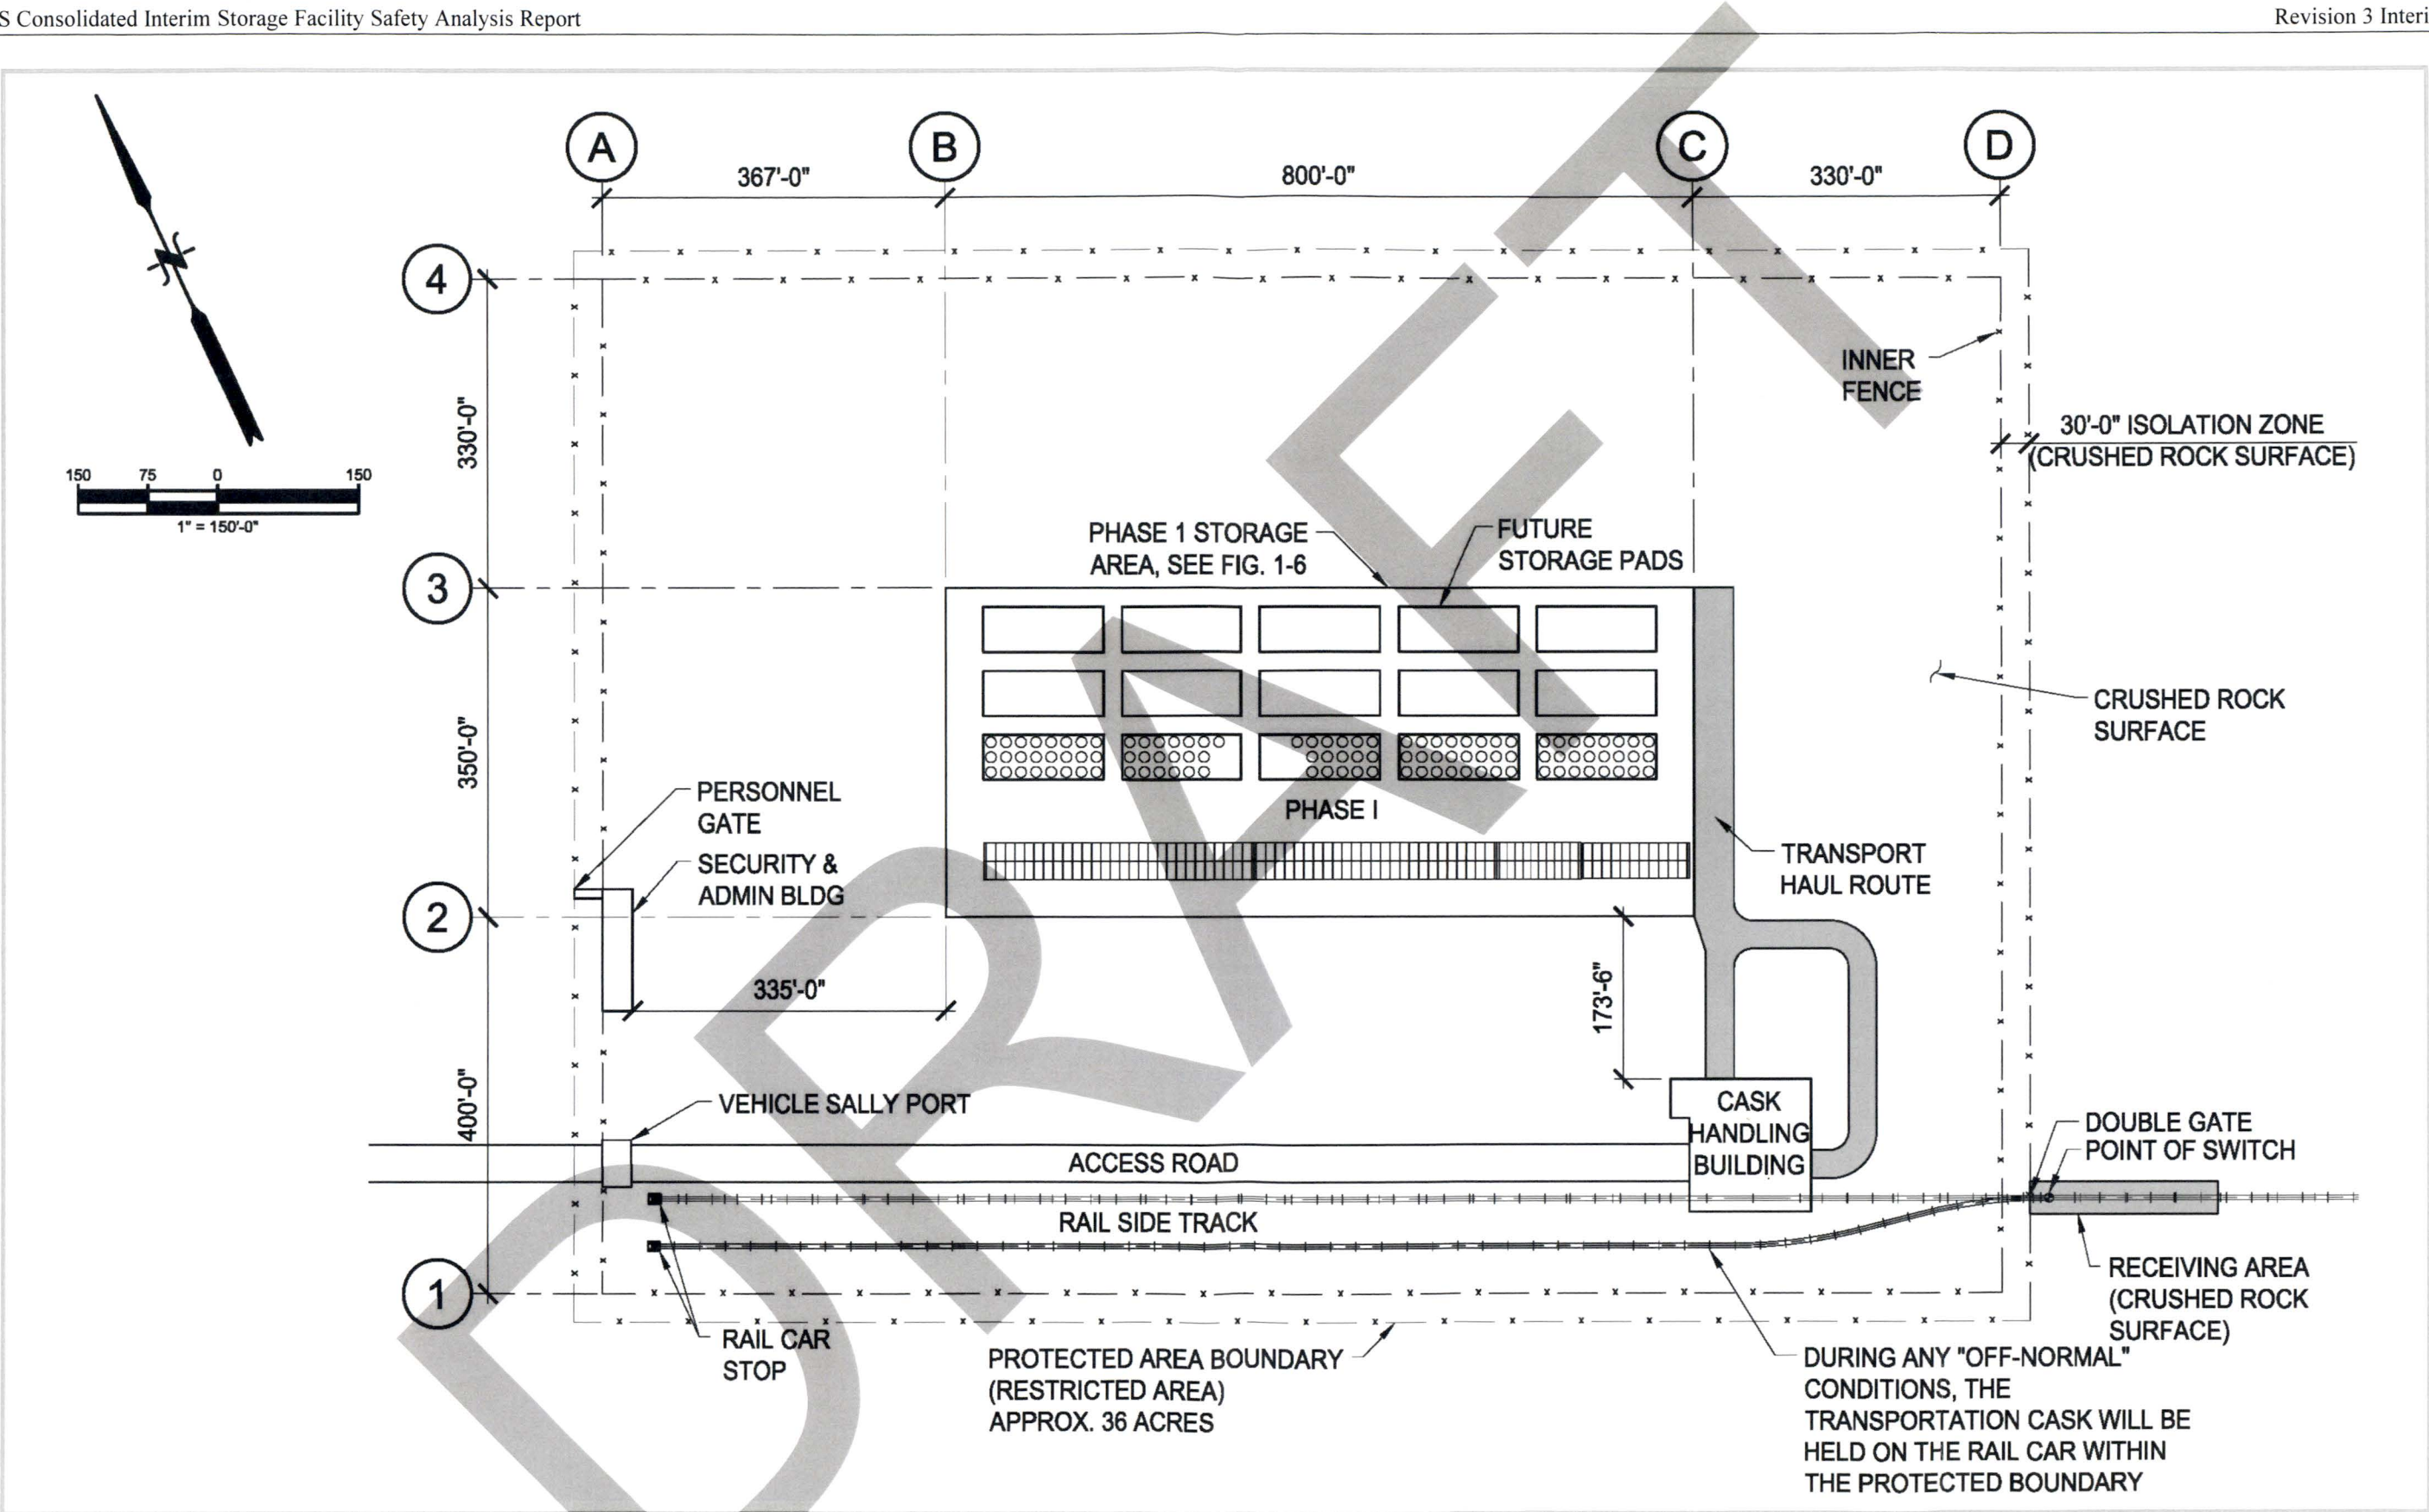 S Consolidated Interim Storage Facility Safety Analysis Report
Revision 3 Interi
A
B
C
D
367'-0"
800'-0"
330'-0"
4
3
2
1
330'-0"
350'-0"
400'-0"
N
150 75 0 150
1" = 150'-0"
INNER
FENCE
30'-0" ISOLATION ZONE
(CRUSHED ROCK SURFACE)
PHASE 1 STORAGE
AREA, SEE FIG. 1-6
FUTURE
STORAGE PADS
CRUSHED ROCK
SURFACE
PHASE I
PERSONNEL
GATE
SECURITY &
ADMIN BLDG
TRANSPORT
HAUL ROUTE
335'-0"
173'-6"
VEHICLE SALLY PORT
CASK
HANDLING
BUILDING
ACCESS ROAD
DOUBLE GATE
POINT OF SWITCH
RAIL SIDE TRACK
RECEIVING AREA
(CRUSHED ROCK
SURFACE)
RAIL CAR
STOP
PROTECTED AREA BOUNDARY
(RESTRICTED AREA)
APPROX. 36 ACRES
DURING ANY "OFF-NORMAL"
CONDITIONS, THE
TRANSPORTATION CASK WILL BE
HELD ON THE RAIL CAR WITHIN
THE PROTECTED BOUNDARY
DRAFT